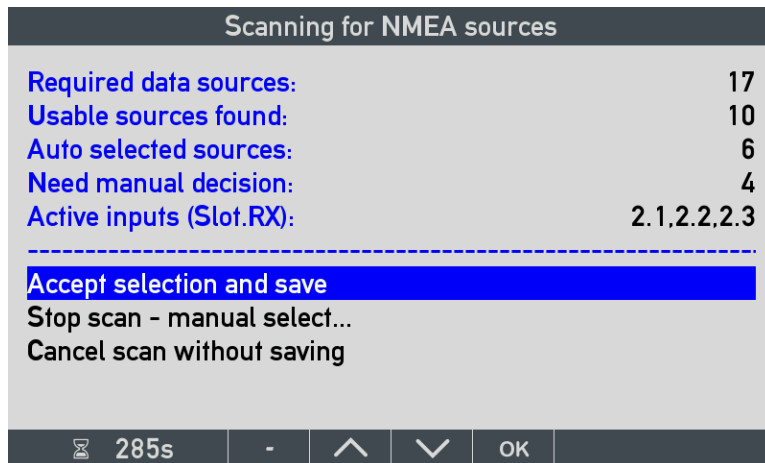 Scanning for NMEA sources
Required data sources: 17
Usable sources found: 10
Auto selected sources: 6
Need manual decision: 4
Active inputs (Slot.RX): 2.1,2.2,2.3
Accept selection and save
Stop scan - manual select...
Cancel scan without saving
285s - OK